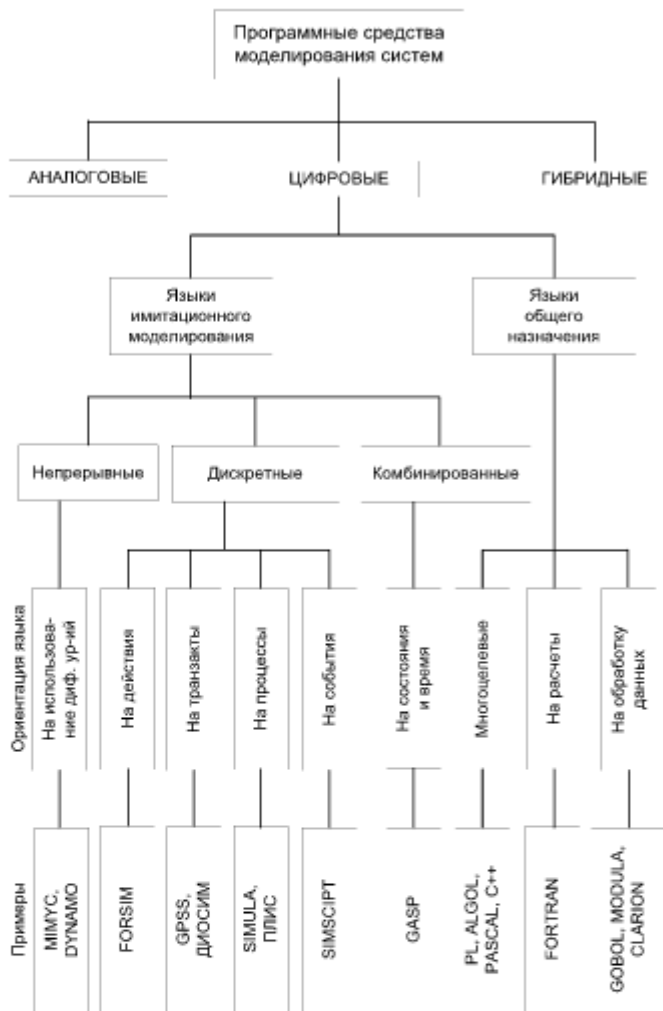 Программные средства
моделирования систем
АНАЛОГОВЫЕ
ЦИФРОВЫЕ
ГИБРИДНЫЕ
Языки
имитационного
моделирования
Языки
общего
назначения
Непрерывные
Дискретные
Комбинированные
Ориентация языка
На использова-
ние диф. ур-ий
На действия
На транзакты
На процессы
На события
На состояния
и время
Многоцелевые
На расчеты
На обработку
данных
Примеры
MIMYC,
DYNAMO
FORSIM
GPSS,
ДИОСИМ
SIMULA,
ПЛИС
SIMSCIPT
GASP
PL, ALGOL,
PASCAL, C++
FORTRAN
GOBOL, MODULA,
CLARION